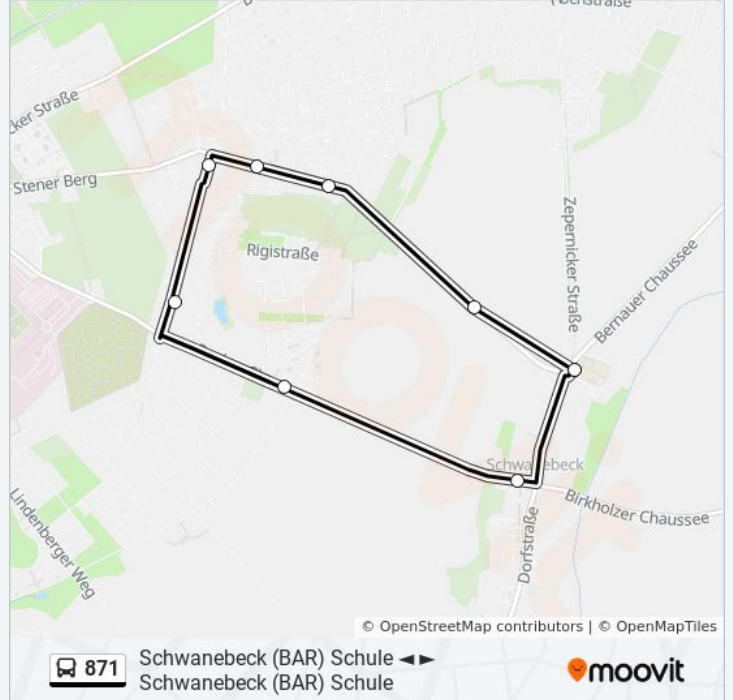 cker Straße
Stener Berg
Rigistraße
Zepernicker Straße
Bernauer Chaussee
Schwanebeck
Birkholzer Chaussee
Lindenberger Weg
Dorfstraße
© OpenStreetMap contributors | © OpenMapTiles
871
Schwanebeck (BAR) Schule ◄ ►
Schwanebeck (BAR) Schule
moovit